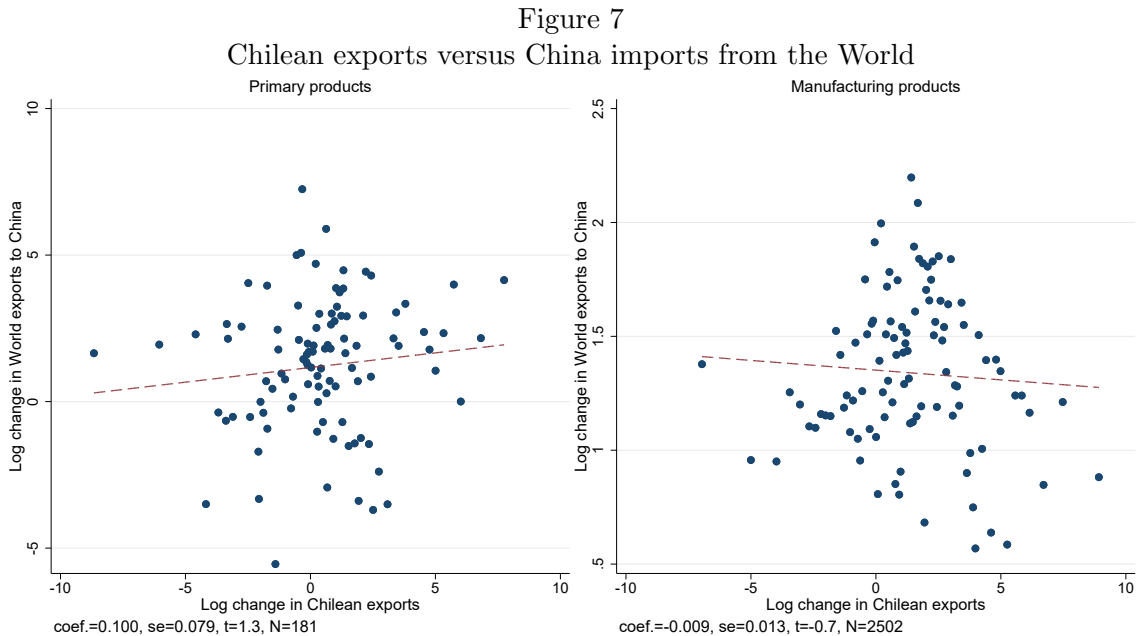 Figure 7
Chilean exports versus China imports from the World
Primary products
Log change in World exports to China
10
5
0
-5
-10
-5
0
5
10
Log change in Chilean exports
coef.=0.100, se=0.079, t=1.3, N=181
Manufacturing products
Log change in World exports to China
2.5
2
1.5
1
.5
-10
-5
0
5
10
Log change in Chilean exports
coef.=-0.009, se=0.013, t=-0.7, N=2502